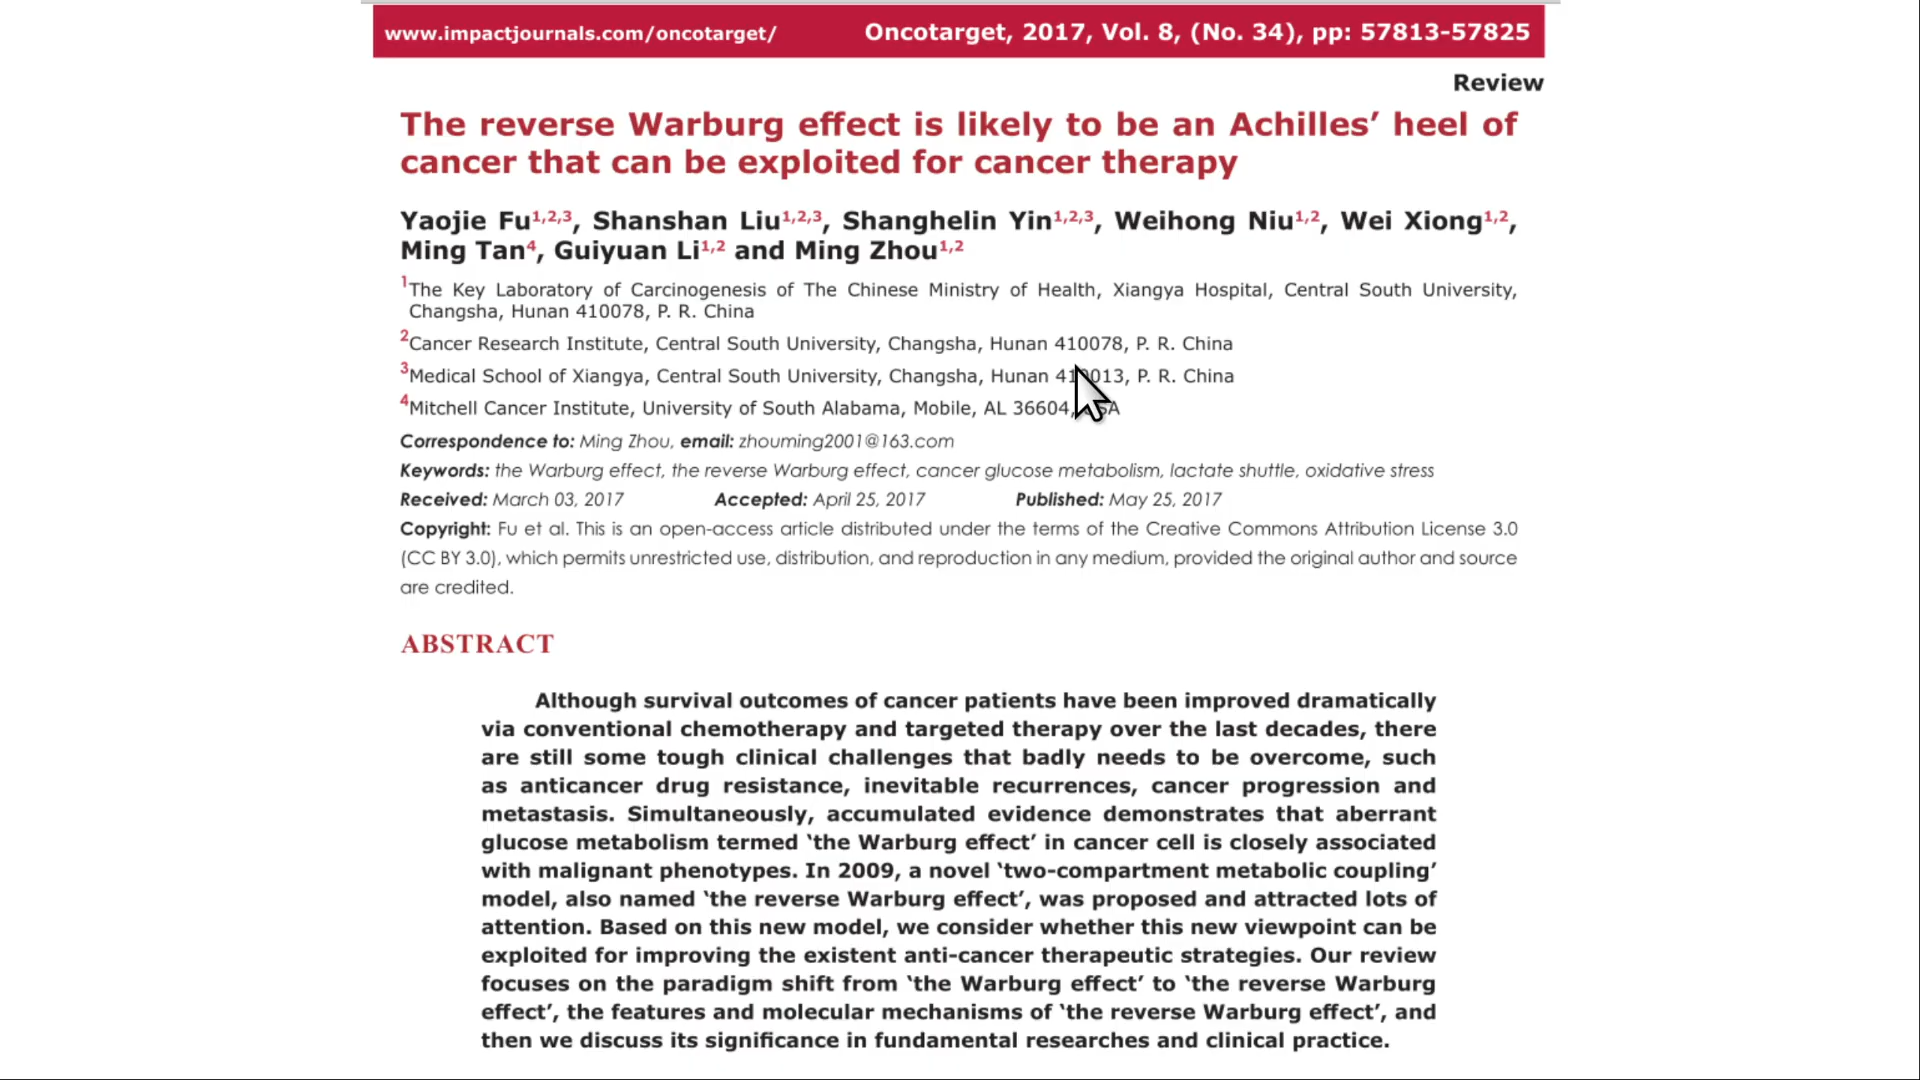 www.impactjournals.com/oncotarget/ Oncotarget, 2017, Vol. 8, (No. 34), pp: 57813-57825
Review
The reverse Warburg effect is likely to be an Achilles’ heel of
cancer that can be exploited for cancer therapy
Yaojie Fu1,2,3, Shanshan Liu1,2,3, Shanghelin Yin1,2,3, Weihong Niu1,2, Wei Xiong1,2,
Ming Tan4, Guiyuan Li1,2 and Ming Zhou1,2
1The Key Laboratory of Carcinogenesis of The Chinese Ministry of Health, Xiangya Hospital, Central South University,
Changsha, Hunan 410078, P. R. China
2Cancer Research Institute, Central South University, Changsha, Hunan 410078, P. R. China
3Medical School of Xiangya, Central South University, Changsha, Hunan 410013, P. R. China
4Mitchell Cancer Institute, University of South Alabama, Mobile, AL 36604, USA
Correspondence to: Ming Zhou, email: zhouming2001@163.com
Keywords: the Warburg effect, the reverse Warburg effect, cancer glucose metabolism, lactate shuttle, oxidative stress
Received: March 03, 2017 Accepted: April 25, 2017 Published: May 25, 2017
Copyright: Fu et al. This is an open-access article distributed under the terms of the Creative Commons Attribution License 3.0
(CC BY 3.0), which permits unrestricted use, distribution, and reproduction in any medium, provided the original author and source
are credited.
ABSTRACT
Although survival outcomes of cancer patients have been improved dramatically
via conventional chemotherapy and targeted therapy over the last decades, there
are still some tough clinical challenges that badly needs to be overcome, such
as anticancer drug resistance, inevitable recurrences, cancer progression and
metastasis. Simultaneously, accumulated evidence demonstrates that aberrant
glucose metabolism termed ‘the Warburg effect’ in cancer cell is closely associated
with malignant phenotypes. In 2009, a novel ‘two-compartment metabolic coupling’
model, also named ‘the reverse Warburg effect’, was proposed and attracted lots of
attention. Based on this new model, we consider whether this new viewpoint can be
exploited for improving the existent anti-cancer therapeutic strategies. Our review
focuses on the paradigm shift from ‘the Warburg effect’ to ‘the reverse Warburg
effect’, the features and molecular mechanisms of ‘the reverse Warburg effect’, and
then we discuss its significance in fundamental researches and clinical practice.